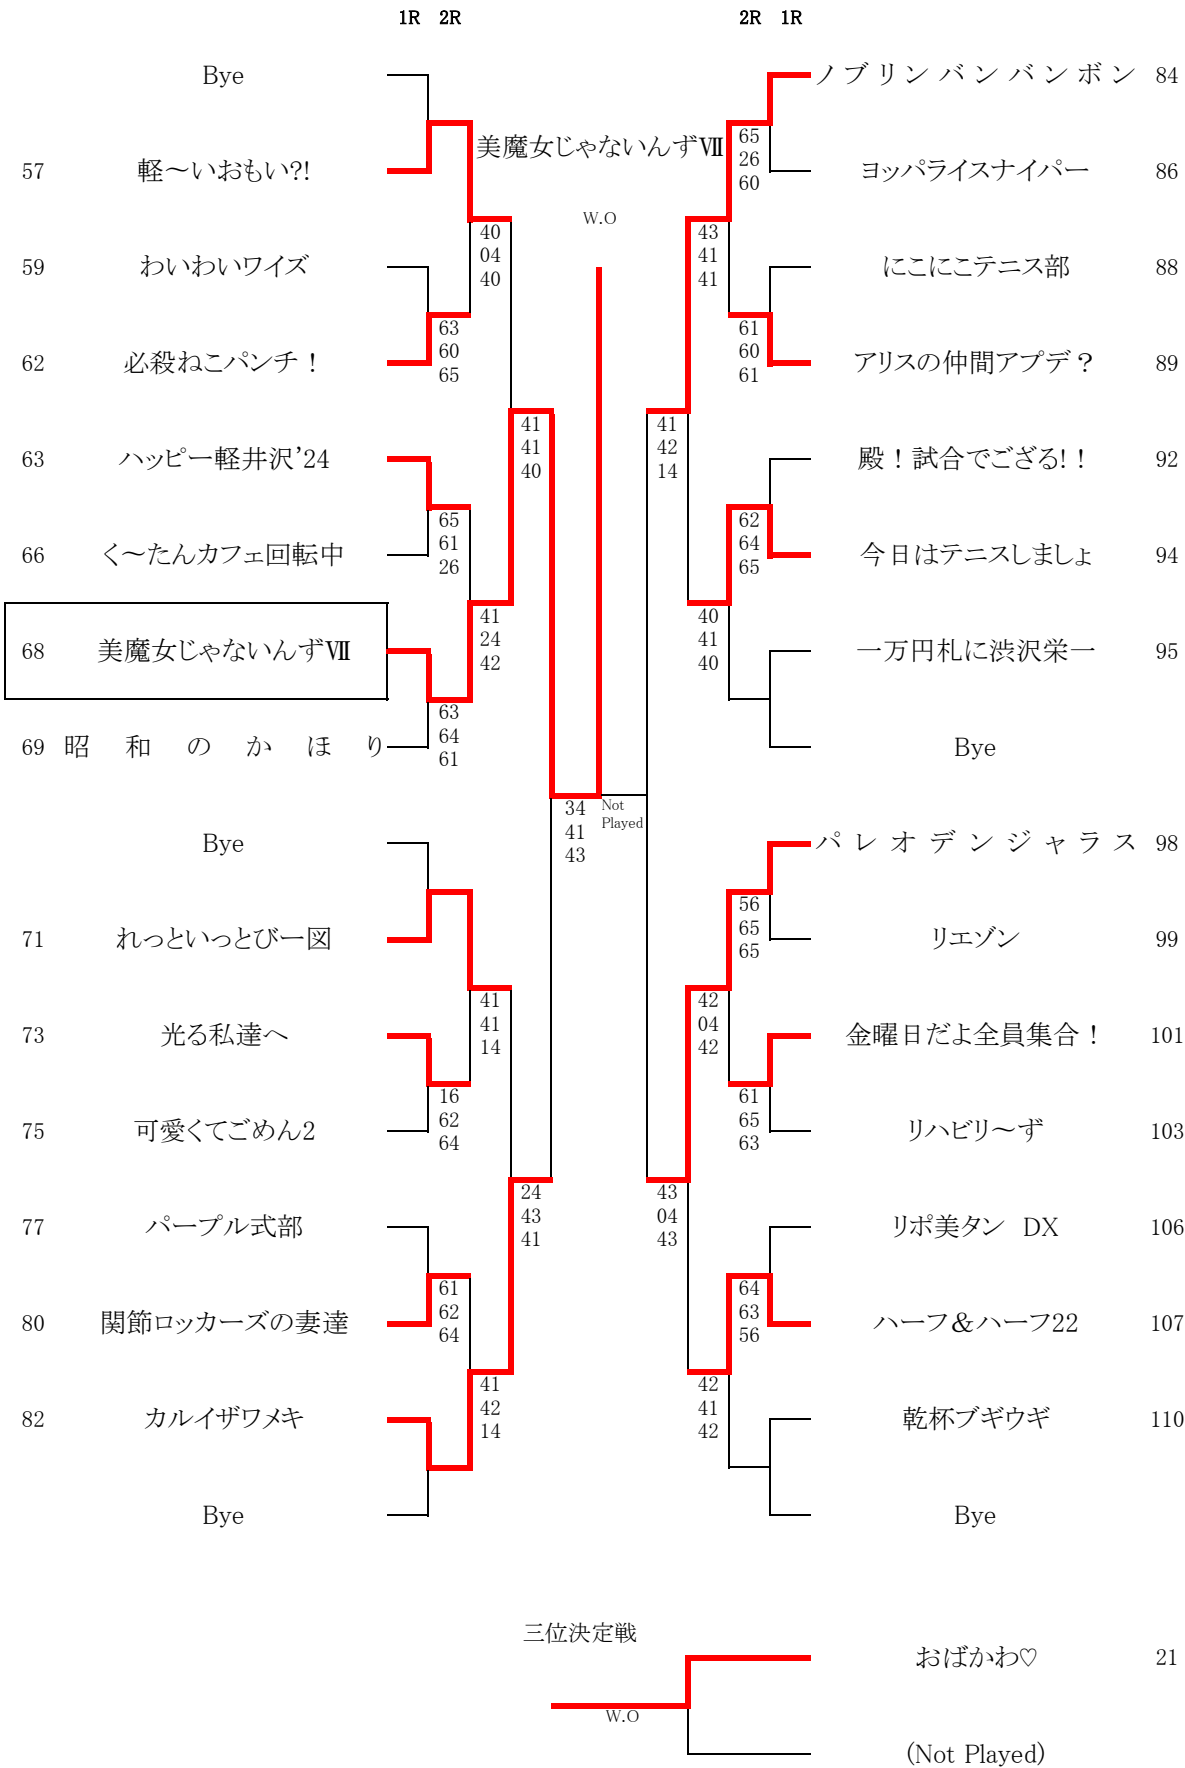 1R 2R
2R 1R
Bye
57 軽～いおもい?!
59 わいわいワイズ
62 必殺ねこパンチ！
63 ハッピー軽井沢’24
66 く～たんカフェ回転中
68 美魔女じゃないんずⅦ
69 昭和のかほり
Bye
71 れっといっとびー図
73 光る私達へ
75 可愛くてごめん2
77 パープル式部
80 関節ロッカーズの妻達
82 カルイザワメキ
Bye
63
60
65
65
61
26
63
64
61
16
62
64
61
62
64
40
04
40
41
24
42
41
41
14
41
42
14
41
41
40
24
43
41
34
41
43
美魔女じゃないんずⅦ
W.O
Not
Played
41
42
14
43
04
43
43
41
41
40
41
40
42
04
42
42
41
42
65
26
60
61
60
61
62
64
65
56
65
65
61
65
63
64
63
56
ノブリンバンバンボン 84
ヨッパライスナイパー 86
にこにこテニス部 88
アリスの仲間アプデ？ 89
殿！試合でござる!！ 92
今日はテニスしましょ 94
一万円札に渋沢栄一 95
Bye
パレオデンジャラス 98
リエゾン 99
金曜日だよ全員集合！ 101
リハビリ～ず 103
リポ美タン DX 106
ハーフ＆ハーフ22 107
乾杯ブギウギ 110
Bye
三位決定戦
おばかわ♡ 21
W.O
(Not Played)